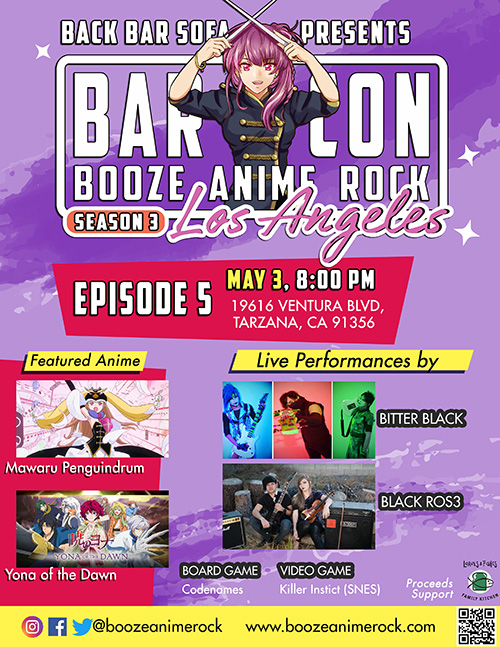 BACK BAR SOFA PRESENTS
BAR CON
BOOZE ANIME ROCK
SEASON 3
Los Angeles
EPISODE 5
MAY 3, 8:00 PM
19616 VENTURA BLVD,
TARZANA, CA 91356
Featured Anime
Mawaru Penguindrum
YONA OF THE DAWN
Yona of the Dawn
Live Performances by
BITTER BLACK
BLACK ROS3
BOARD GAME
Codenames
VIDEO GAME
Killer Instict (SNES)
Proceeds
Support
FAMILY KITCHEN
@boozeanimerock
www.boozeanimerock.com